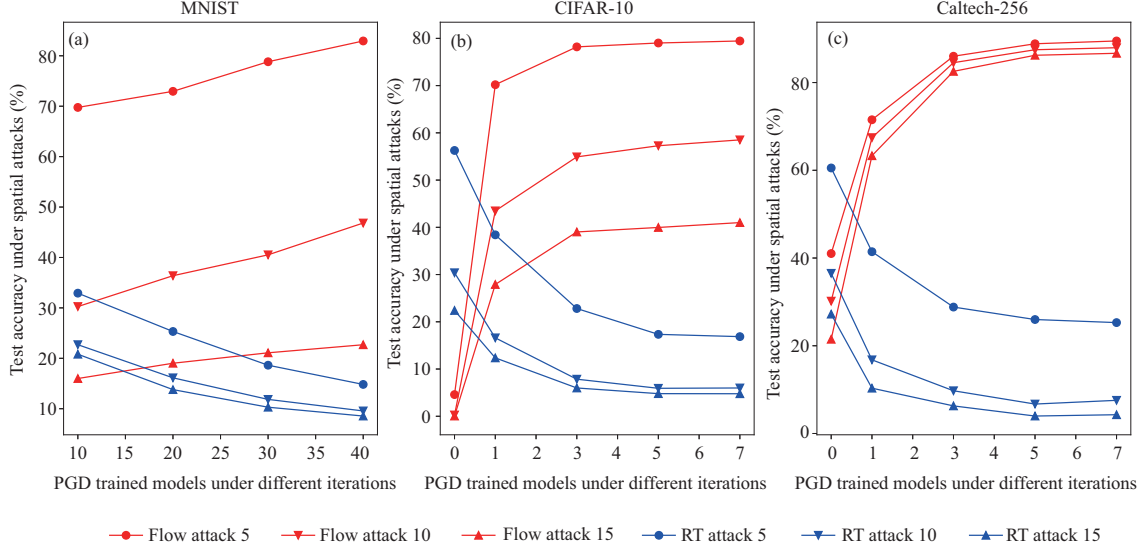 MNIST
CIFAR-10
Caltech-256
(a)
(b)
(c)
Test accuracy under spatial attacks (%)
80
70
60
50
40
30
20
10
10 15 20 25 30 35 40
PGD trained models under different iterations
Test accuracy under spatial attacks (%)
80
70
60
50
40
30
20
10
0
0 1 2 3 4 5 6 7
PGD trained models under different iterations
Test accuracy under spatial attacks (%)
80
60
40
20
0
0 1 2 3 4 5 6 7
PGD trained models under different iterations
Flow attack 5 Flow attack 10 Flow attack 15 RT attack 5 RT attack 10 RT attack 15